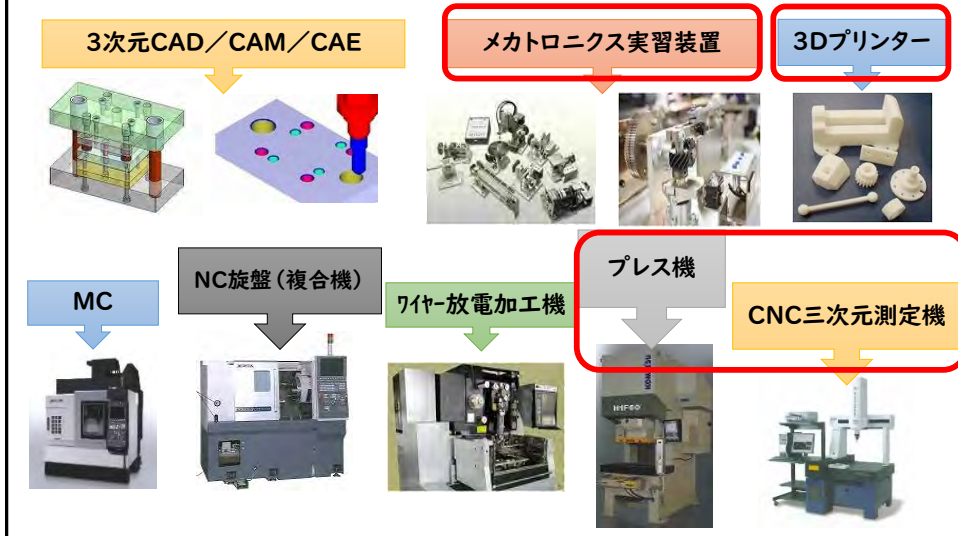 3次元CAD／CAM／CAE
メカトロニクス実習装置
3Dプリンター
MC
NC旋盤（複合機）
ﾜｲﾔｰ放電加工機
プレス機
CNC三次元測定機
H1F60